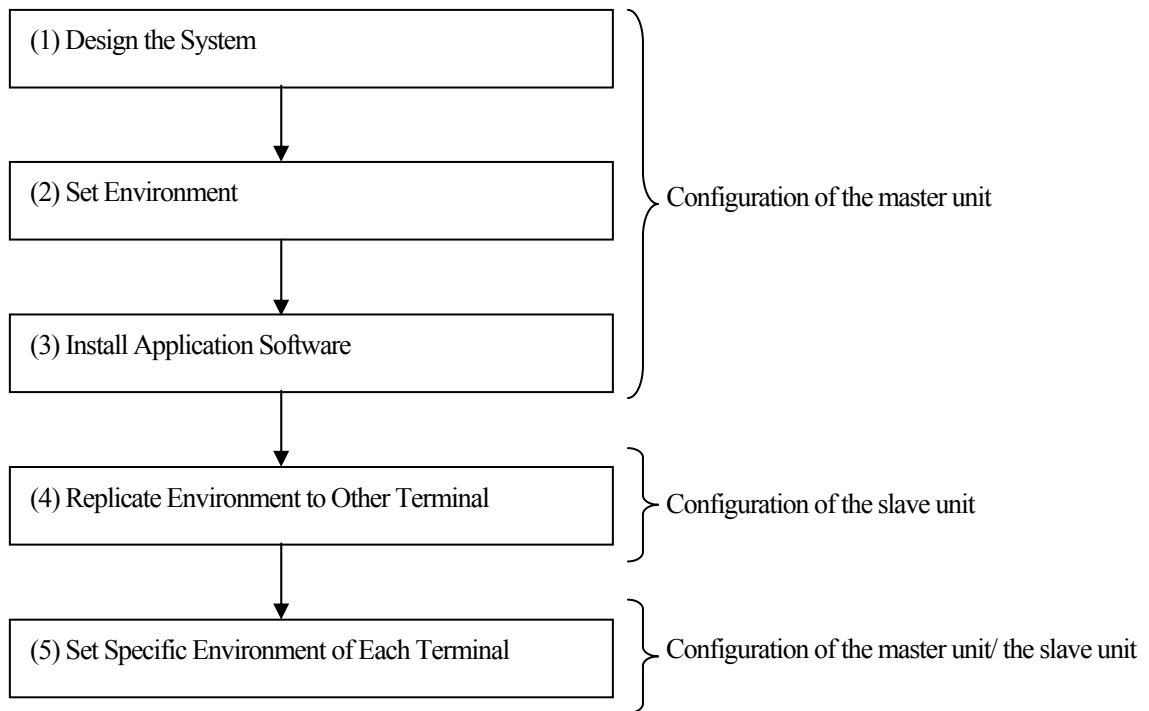 (1) Design the System
(2) Set Environment
Configuration of the master unit
(3) Install Application Software
(4) Replicate Environment to Other Terminal
Configuration of the slave unit
(5) Set Specific Environment of Each Terminal
Configuration of the master unit/ the slave unit